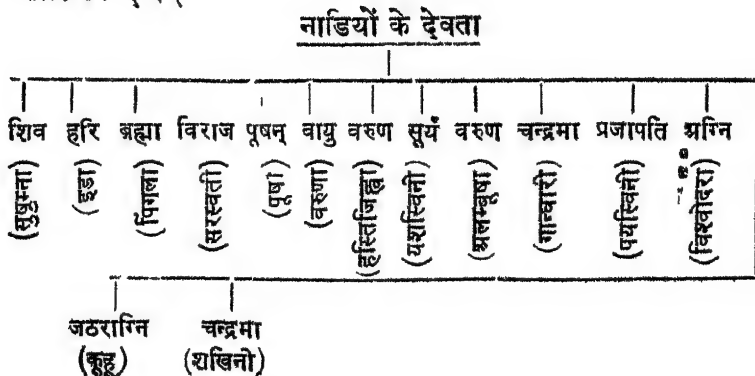 नाडियों के देवता
शिव हरि ब्रह्मा विराज पूषन् वायु वरुण सूर्य वरुण चन्द्रमा प्रजापति अग्नि
(सुषुम्ना) (इडा) (पिंगला) (सरस्वती) (पूषा) (वरुणा) (हस्तिजिह्वा) (यशस्विनी) (अलम्बूषा) (गान्धारी) (पयस्विनी) (विश्वोदरा)
जठराग्नि चन्द्रमा
(कूहू) (शखिनी)